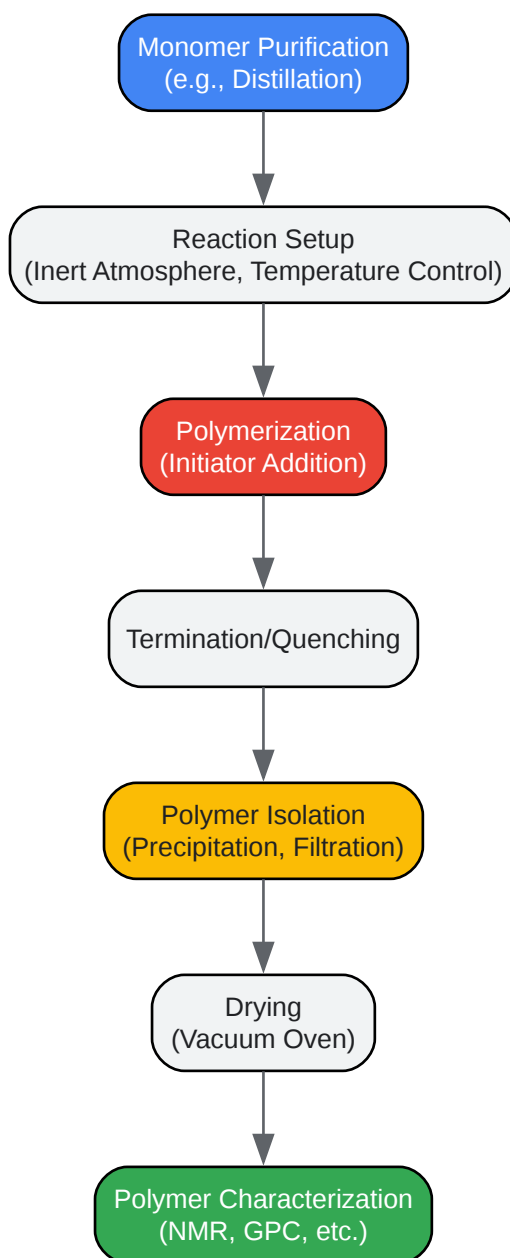 Monomer Purification
(e.g., Distillation)
Reaction Setup
(Inert Atmosphere, Temperature Control)
Polymerization
(Initiator Addition)
Termination/Quenching
Polymer Isolation
(Precipitation, Filtration)
Drying
(Vacuum Oven)
Polymer Characterization
(NMR, GPC, etc.)